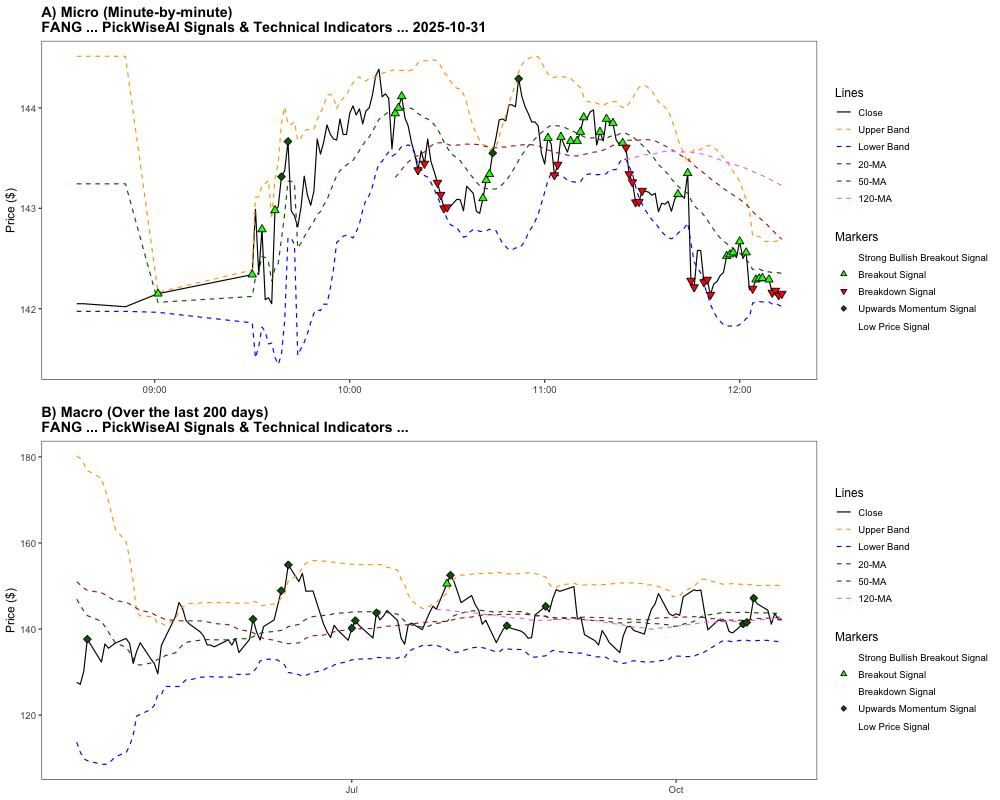 A) Micro (Minute-by-minute)
FANG ... PickWiseAI Signals & Technical Indicators ... 2025-10-31
Price ($)
144
143
142
09:00
10:00
11:00
12:00
Lines
Close
Upper Band
Lower Band
20-MA
50-MA
120-MA
Markers
Strong Bullish Breakout Signal
Breakout Signal
Breakdown Signal
Upwards Momentum Signal
Low Price Signal
B) Macro (Over the last 200 days)
FANG ... PickWiseAI Signals & Technical Indicators ...
Price ($)
180
160
140
120
Jul
Oct
Lines
Close
Upper Band
Lower Band
20-MA
50-MA
120-MA
Markers
Strong Bullish Breakout Signal
Breakout Signal
Breakdown Signal
Upwards Momentum Signal
Low Price Signal